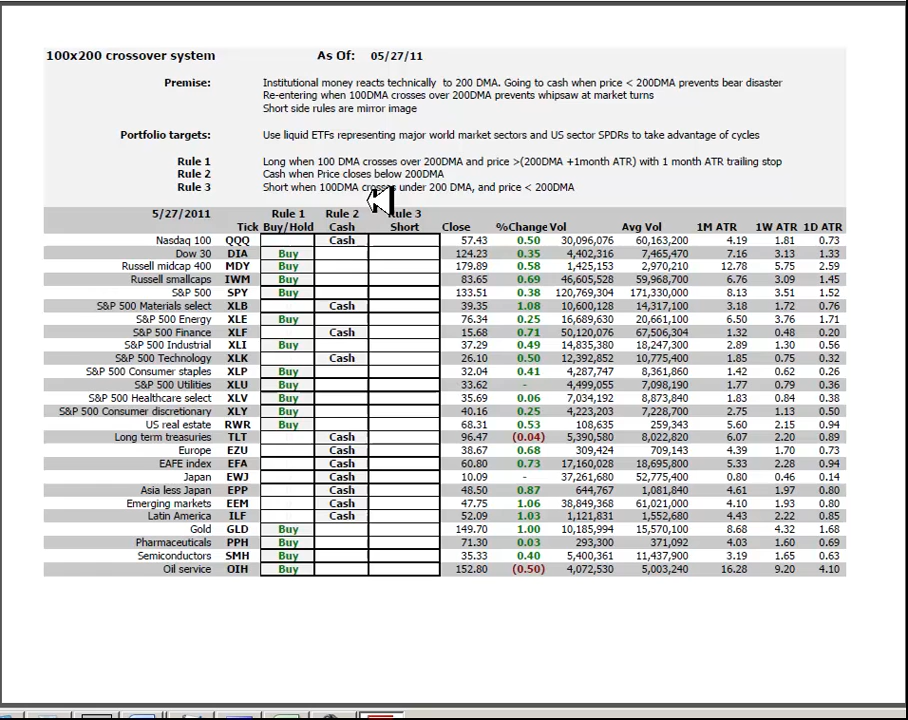 100x200 crossover system As Of: 05/27/11
Premise: Institutional money reacts technically to 200 DMA. Going to cash when price < 200DMA prevents bear disaster
Re-entering when 100DMA crosses over 200DMA prevents whipsaw at market turns
Short side rules are mirror image
Portfolio targets: Use liquid ETFs representing major world market sectors and US sector SPDRs to take advantage of cycles
Rule 1 Long when 100 DMA crosses over 200DMA and price >(200DMA +1month ATR) with 1 month ATR trailing stop
Rule 2 Cash when Price closes below 200DMA
Rule 3 Short when 100DMA crosses under 200 DMA, and price < 200DMA
5/27/2011 Rule 1 Rule 2 Rule 3
Tick Buy/Hold Cash Short Close %Change Vol Avg Vol 1M ATR 1W ATR 1D ATR
Nasdaq 100 QQQ Cash 57.43 0.50 30,096,076 60,163,200 4.19 1.81 0.73
Dow 30 DIA Buy 124.23 0.35 4,402,316 7,465,470 7.16 3.13 1.33
Russell midcap 400 MDY Buy 179.89 0.58 1,425,153 2,970,210 12.78 5.75 2.59
Russell smallcaps IWM Buy 83.65 0.69 46,605,528 59,968,700 6.76 3.09 1.45
S&P 500 SPY Buy 133.51 0.38 120,769,304 171,330,000 8.13 3.51 1.52
S&P 500 Materials select XLB Cash 39.35 1.08 10,600,128 14,317,100 3.18 1.72 0.76
S&P 500 Energy XLE Buy 76.34 0.25 16,689,630 20,661,100 6.50 3.76 1.71
S&P 500 Finance XLF Cash 15.68 0.71 50,120,076 67,506,304 1.32 0.48 0.20
S&P 500 Industrial XLI Buy 37.29 0.49 14,835,380 18,247,300 2.89 1.30 0.56
S&P 500 Technology XLK Cash 26.10 0.50 12,392,852 10,775,400 1.85 0.75 0.32
S&P 500 Consumer staples XLP Buy 32.04 0.41 4,287,747 8,361,860 1.42 0.62 0.26
S&P 500 Utilities XLU Buy 33.62 - 4,499,055 7,098,190 1.77 0.79 0.36
S&P 500 Healthcare select XLV Buy 35.69 0.06 7,034,192 8,873,840 1.83 0.84 0.38
S&P 500 Consumer discretionary XLY Buy 40.16 0.25 4,223,203 7,228,700 2.75 1.13 0.50
US real estate RWR Buy 68.31 0.53 108,635 259,343 5.60 2.15 0.94
Long term treasuries TLT Cash 96.47 (0.04) 5,390,580 8,022,820 6.07 2.20 0.89
Europe EZU Cash 38.67 0.68 309,424 709,143 4.39 1.70 0.73
EAFE index EFA Cash 60.80 0.73 17,160,028 18,695,800 5.33 2.28 0.94
Japan EWJ Cash 10.09 - 37,261,680 52,775,400 0.80 0.46 0.14
Asia less Japan EPP Cash 48.50 0.87 644,767 1,081,840 4.61 1.97 0.80
Emerging markets EEM Cash 47.75 1.06 38,849,368 61,021,000 4.10 1.93 0.80
Latin America ILF Cash 52.09 1.03 1,121,831 1,552,680 4.43 2.22 0.85
Gold GLD Buy 149.70 1.00 10,185,994 15,570,100 8.68 4.32 1.68
Pharmaceuticals PPH Buy 71.30 0.03 293,300 371,092 4.03 1.60 0.69
Semiconductors SMH Buy 35.33 0.40 5,400,361 11,437,900 3.19 1.65 0.63
Oil service OIH Buy 152.80 (0.50) 4,072,530 5,003,240 16.28 9.20 4.10